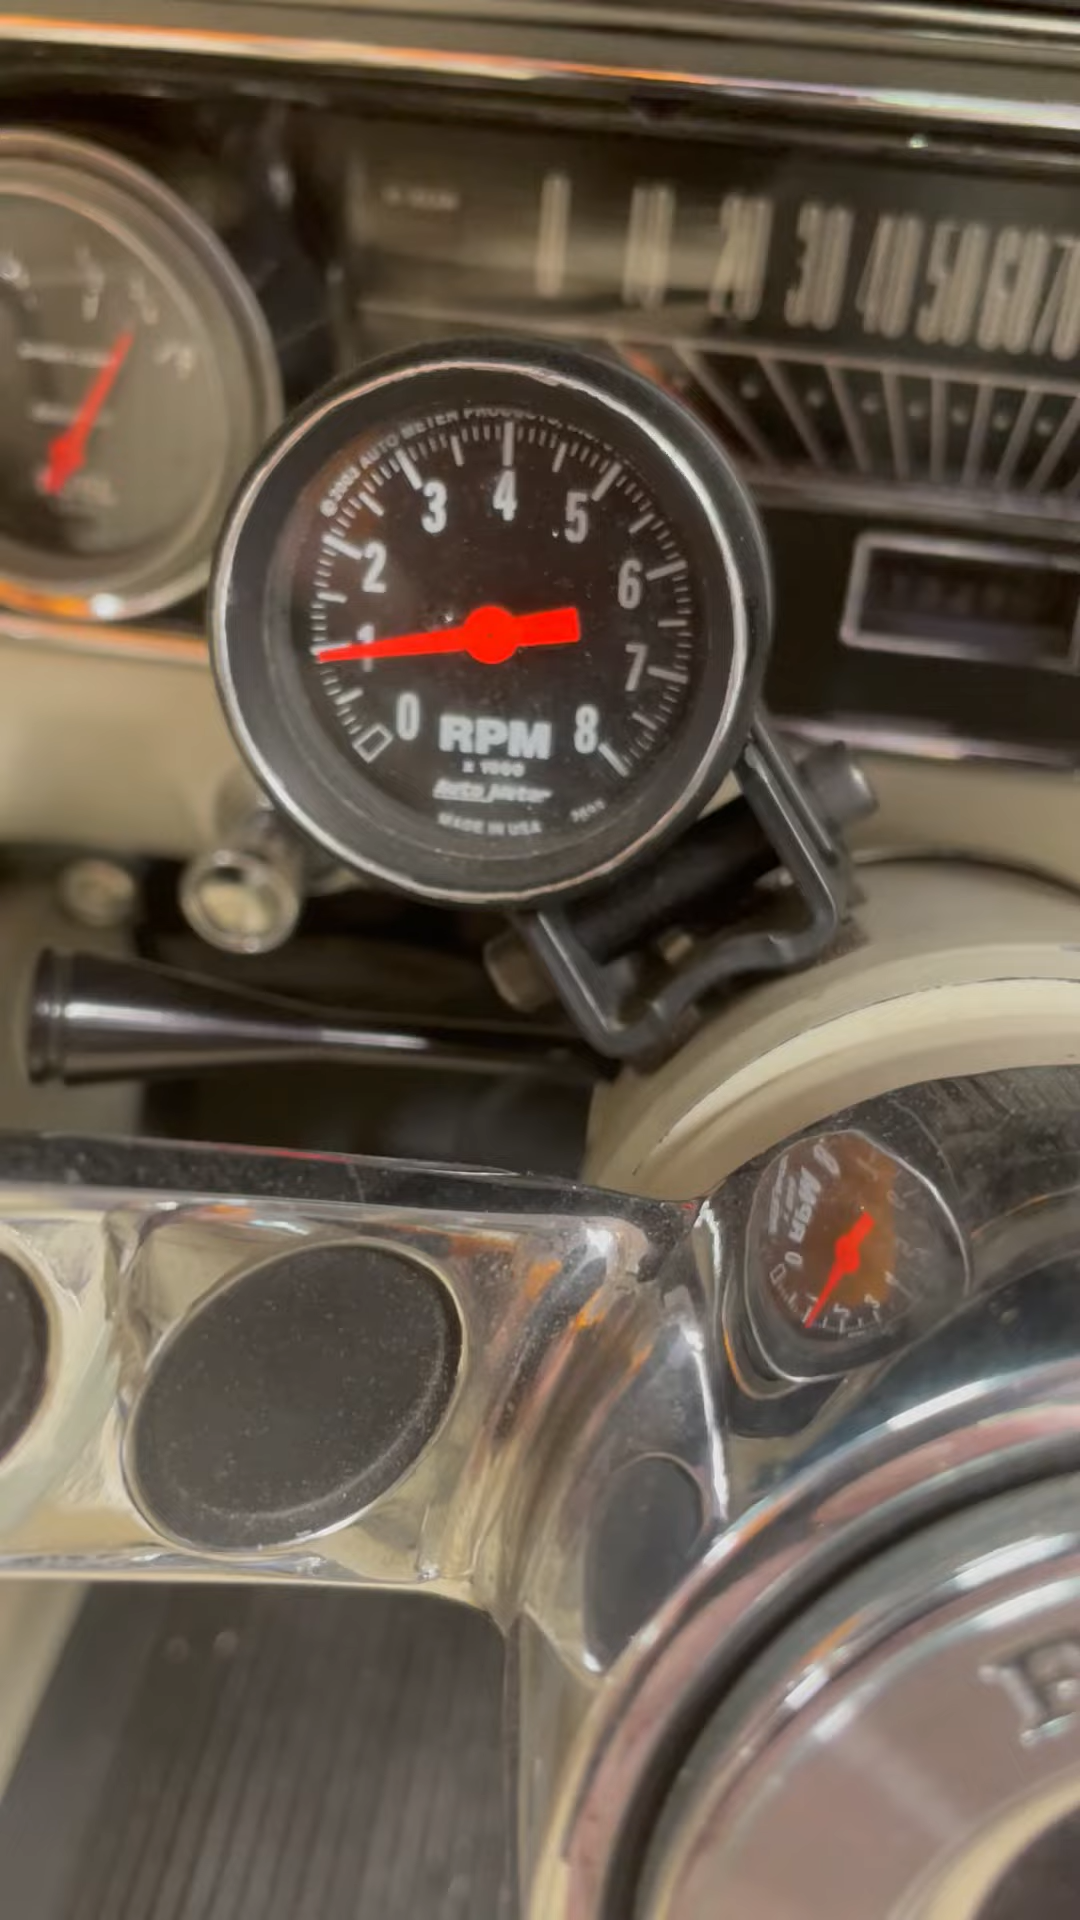 0 10 20 30 40 50 60 70
©2003 AUTO METER PRODUCTS, INC.
0 1 2 3 4 5 6 7 8
RPM
x 1000
Auto Meter
MADE IN USA